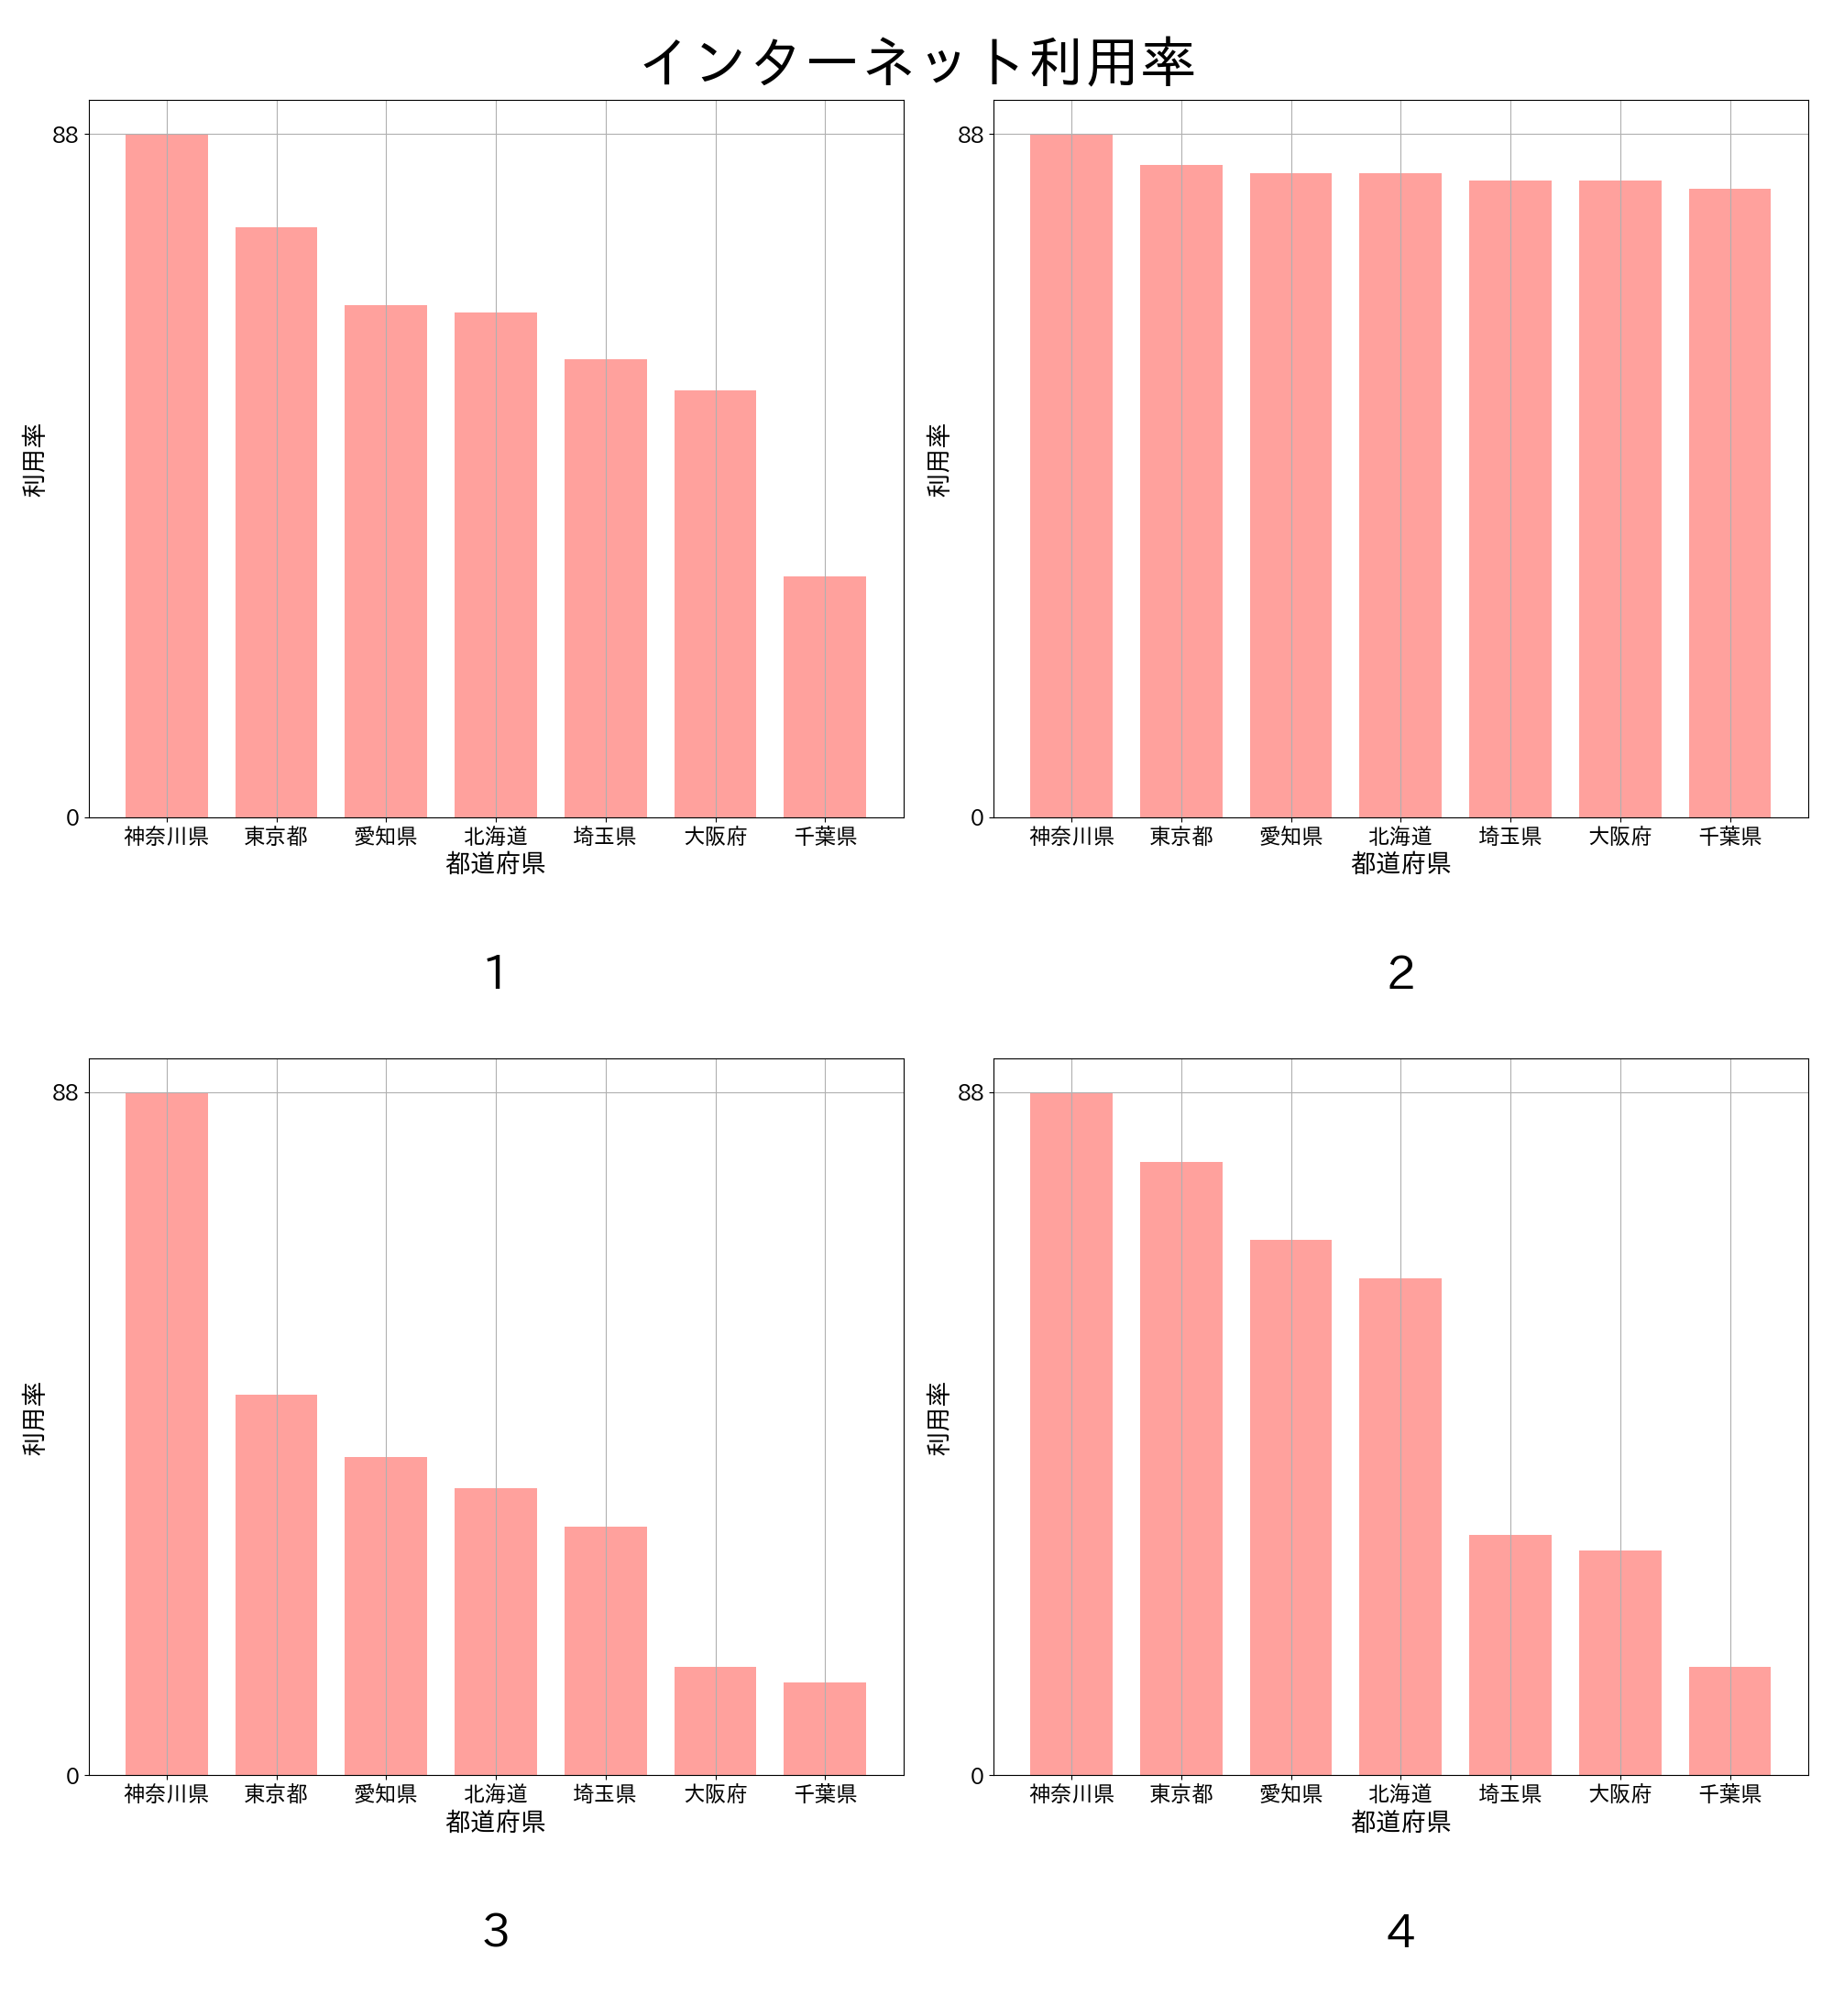 インターネット利用率
88
0
利用率
神奈川県 東京都 愛知県 北海道 埼玉県 大阪府 千葉県
都道府県
1
88
0
利用率
神奈川県 東京都 愛知県 北海道 埼玉県 大阪府 千葉県
都道府県
2
88
0
利用率
神奈川県 東京都 愛知県 北海道 埼玉県 大阪府 千葉県
都道府県
3
88
0
利用率
神奈川県 東京都 愛知県 北海道 埼玉県 大阪府 千葉県
都道府県
4